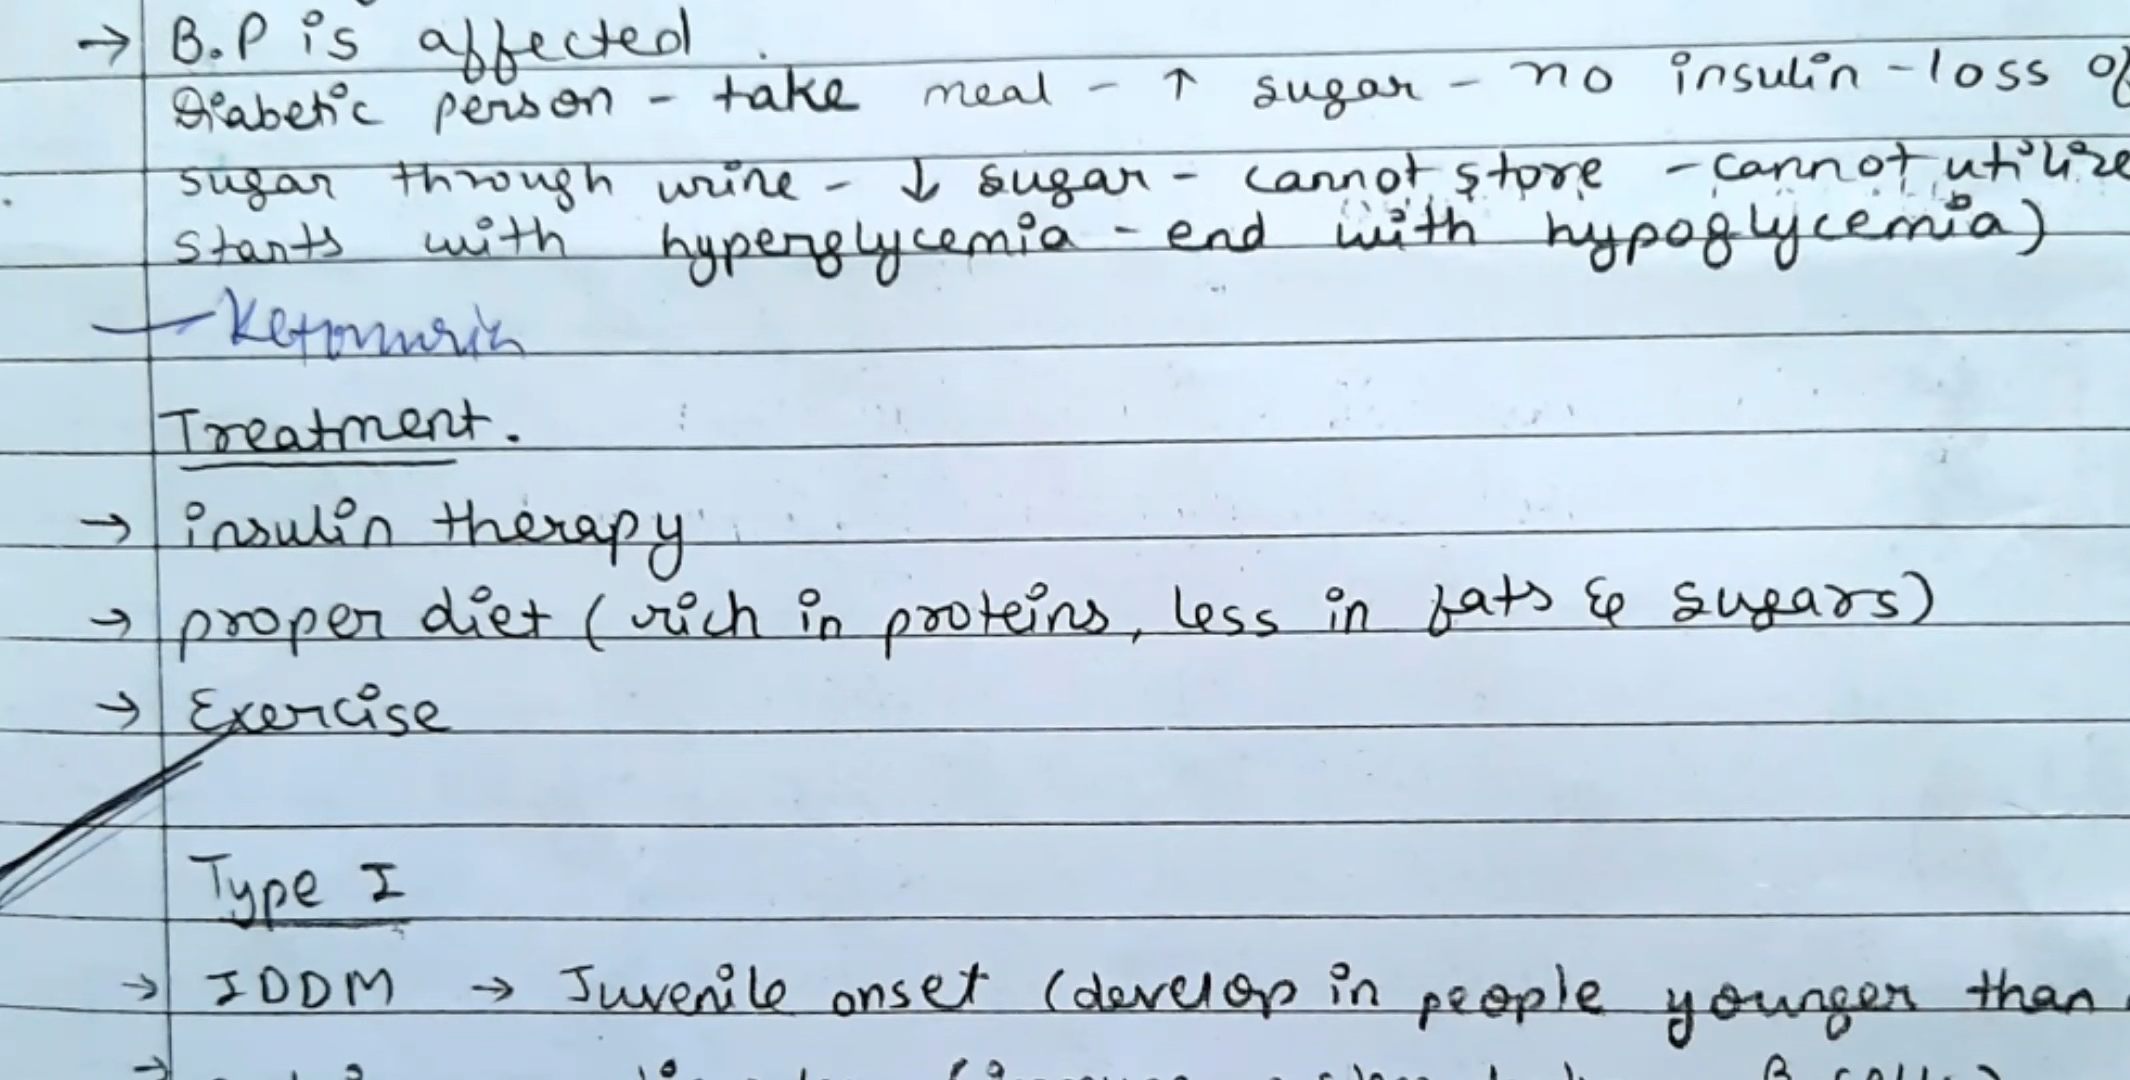 → B.P is affected.
Diabetic person - take meal - ↑ sugar - no insulin - loss of
sugar through urine - ↓ sugar - cannot store - cannot utilize
starts with hyperglycemia - end with hypoglycemia)
— Ketonuria
Treatment.
→ insulin therapy
→ proper diet (rich in proteins, less in fats & sugars)
→ Exercise
Type I
→ IDDM → Juvenile onset (develop in people younger than
→